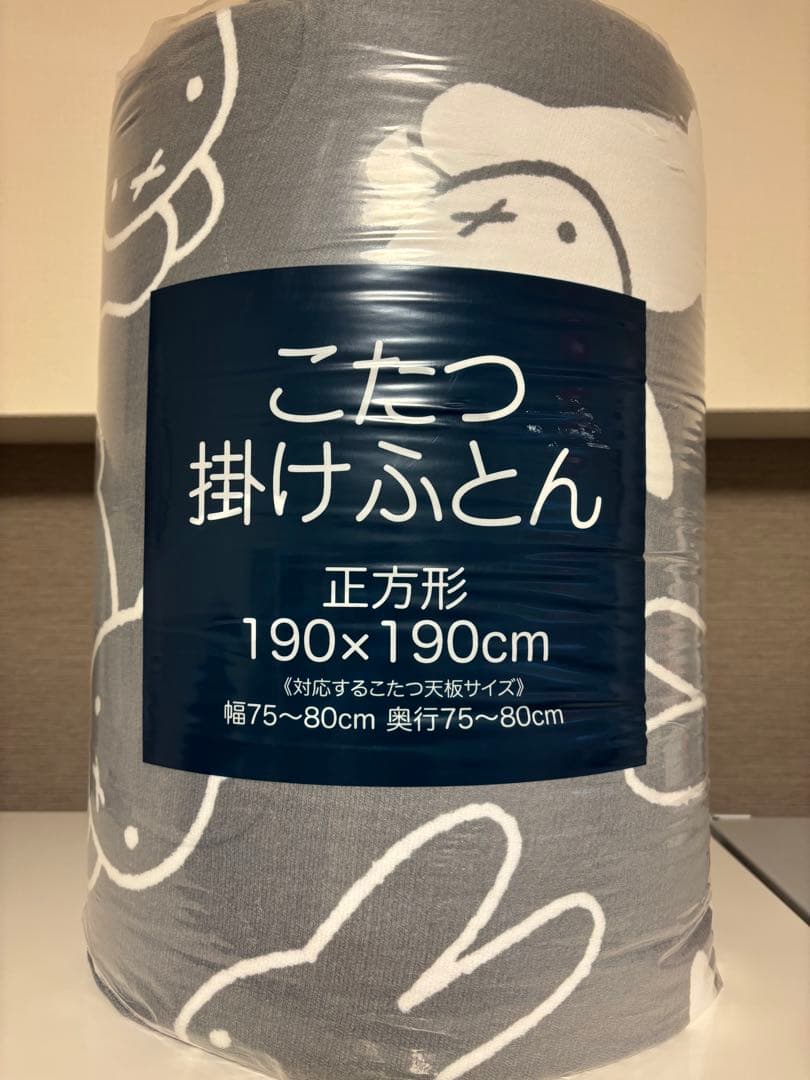 こたつ
掛けふとん
正方形
190×190cm
《対応するこたつ天板サイズ》
幅75〜80cm 奥行75〜80cm